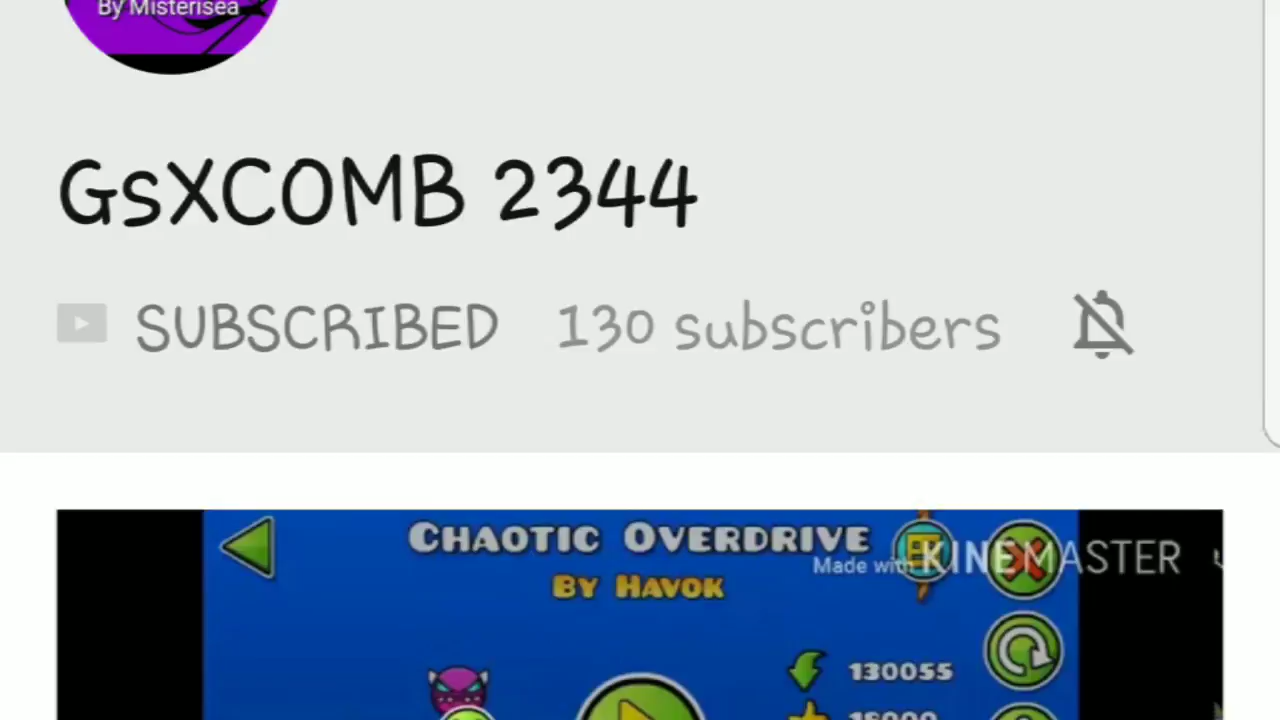 By Misterisea
GsXCOMB 2344
SUBSCRIBED 130 subscribers
CHAOTIC OVERDRIVE
Made with KINEMASTER
BY HAVOK
130055